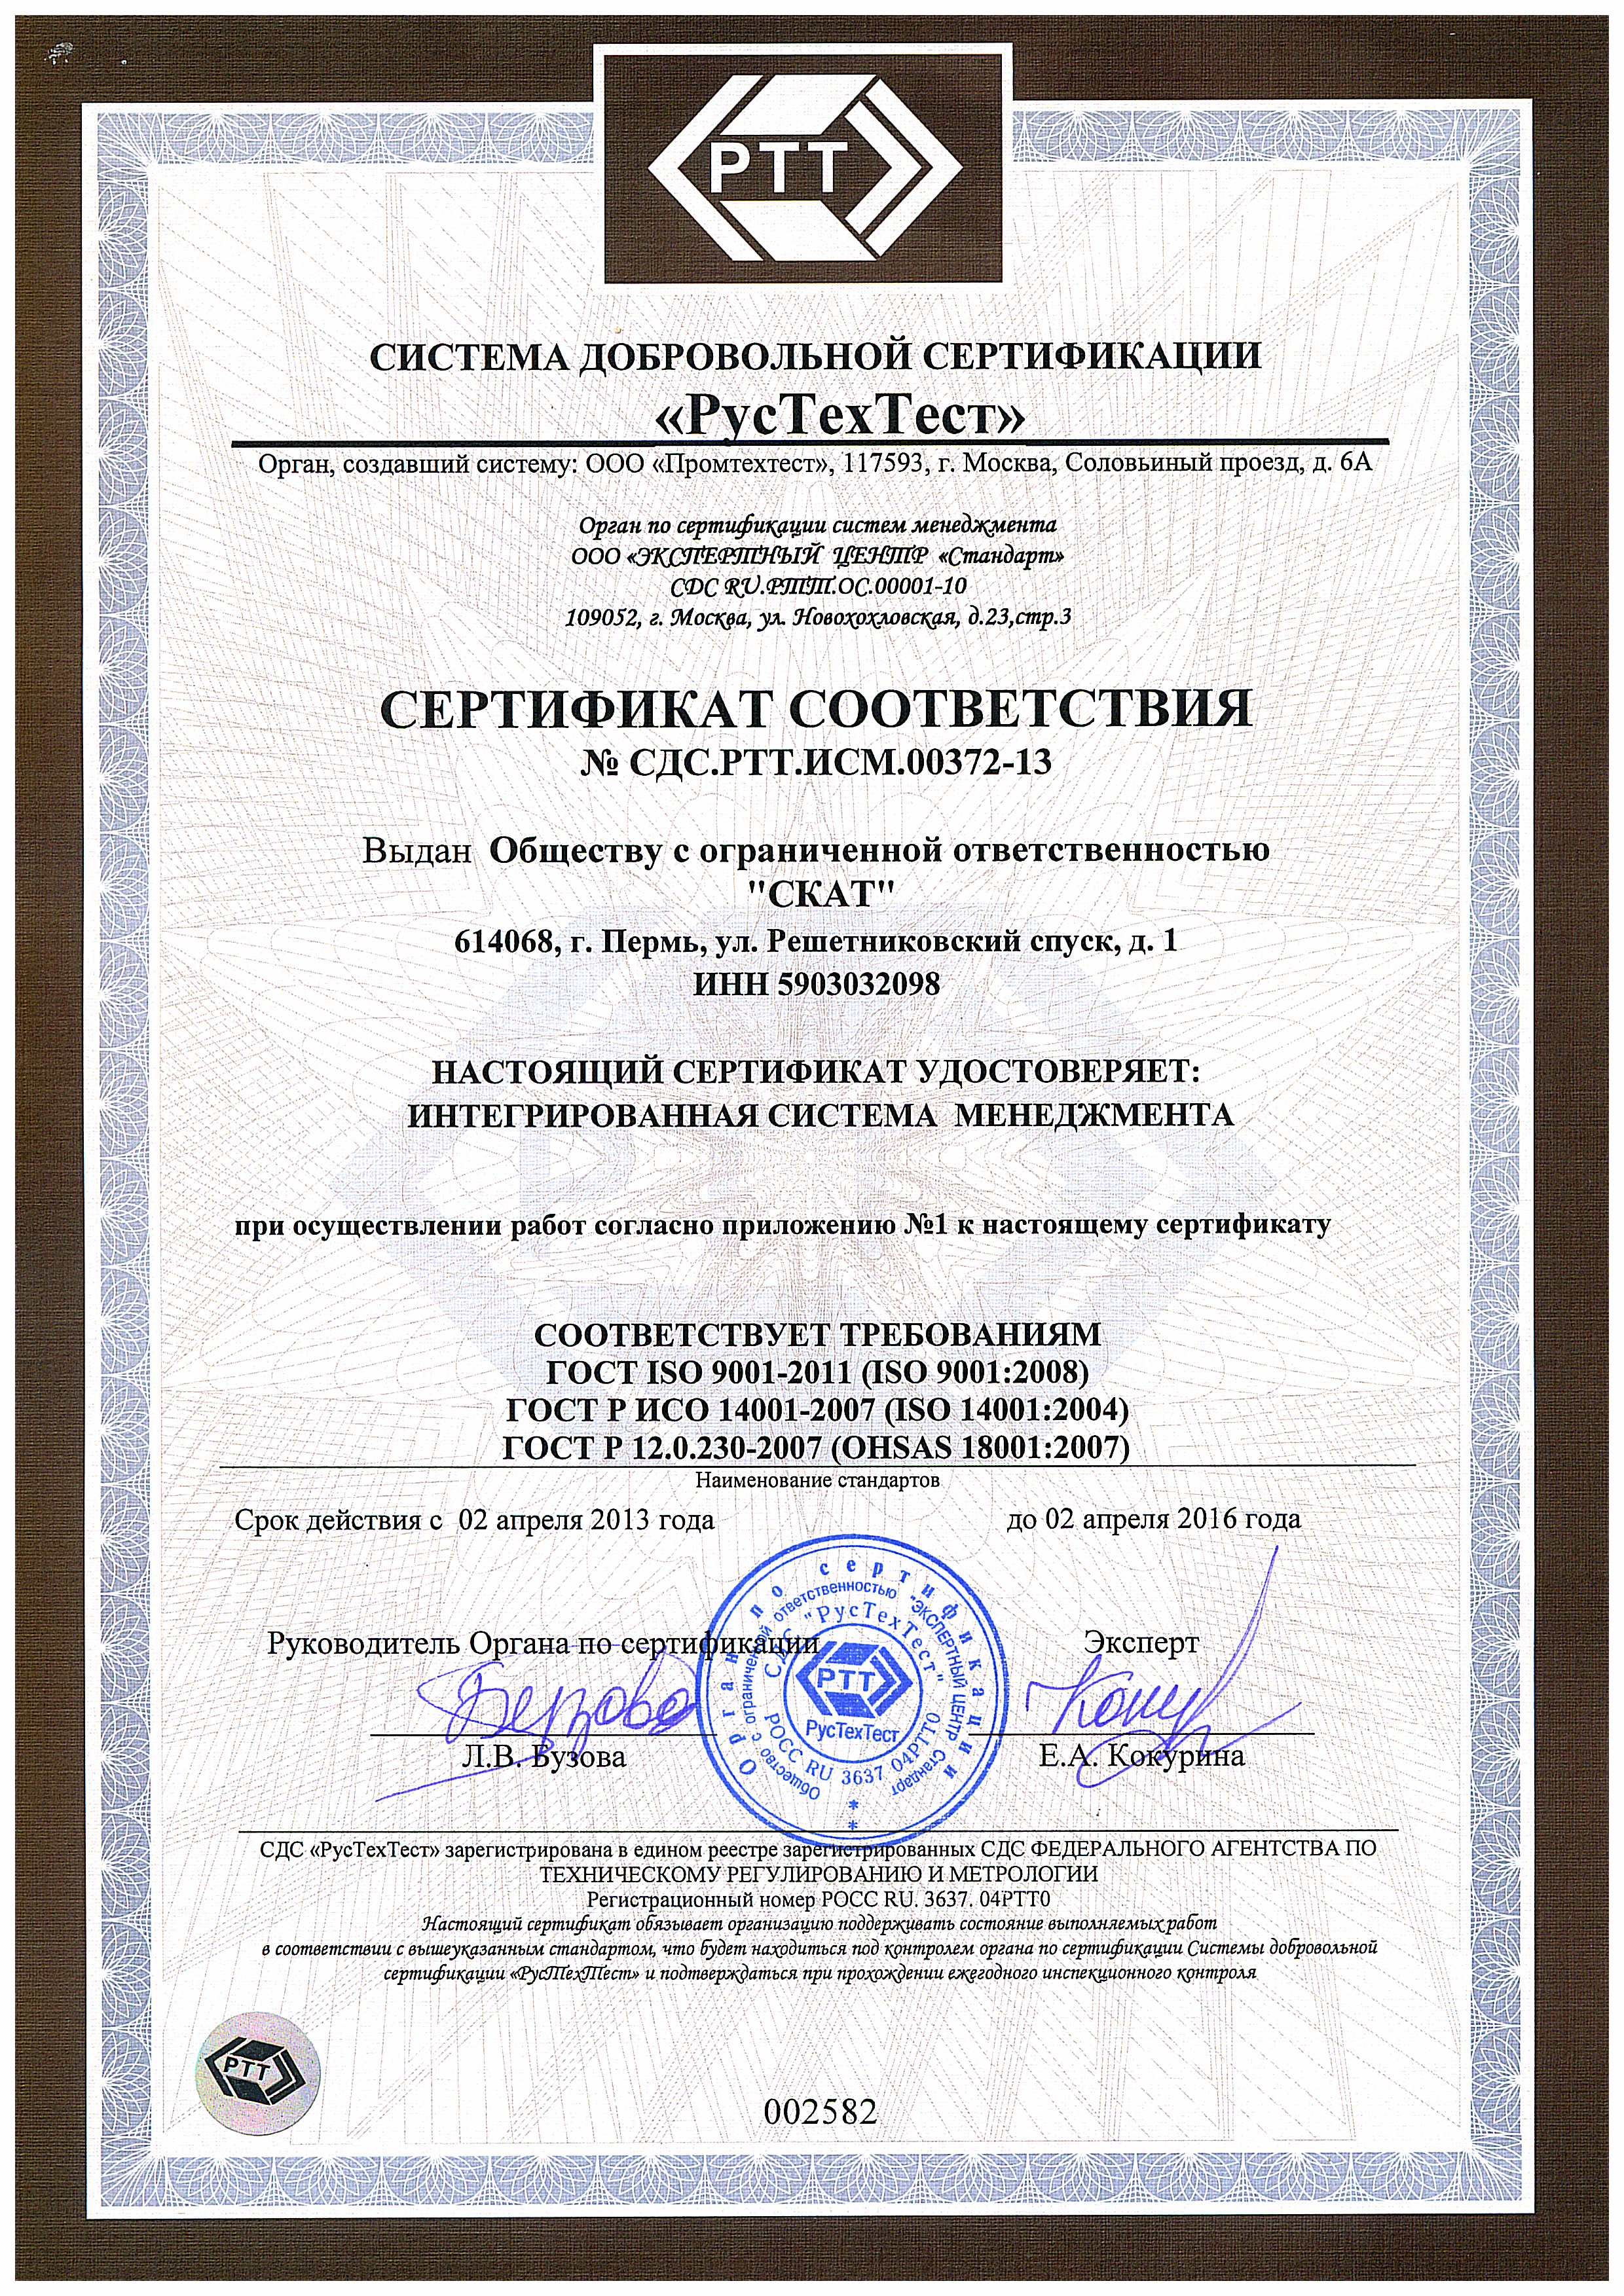 РТТ
СИСТЕМА ДОБРОВОЛЬНОЙ СЕРТИФИКАЦИИ
«РусТехТест»
Орган, создавший систему: ООО «Промтехтест», 117593, г. Москва, Соловьиный проезд, д. 6А
Орган по сертификации систем менеджмента
ООО «ЭКСПЕРТНЫЙ ЦЕНТР «Стандарт»
СDС RU.РТТ.ОС.00001-10
109052, г. Москва, ул. Новохохловская, д.23,стр.3
СЕРТИФИКАТ СООТВЕТСТВИЯ
№ СДС.РТТ.ИСМ.00372-13
Выдан Обществу с ограниченной ответственностью
"СКАТ"
614068, г. Пермь, ул. Решетниковский спуск, д. 1
ИНН 5903032098
НАСТОЯЩИЙ СЕРТИФИКАТ УДОСТОВЕРЯЕТ:
ИНТЕГРИРОВАННАЯ СИСТЕМА МЕНЕДЖМЕНТА
при осуществлении работ согласно приложению №1 к настоящему сертификату
СООТВЕТСТВУЕТ ТРЕБОВАНИЯМ
ГОСТ ISO 9001-2011 (ISO 9001:2008)
ГОСТ Р ИСО 14001-2007 (ISO 14001:2004)
ГОСТ Р 12.0.230-2007 (OHSAS 18001:2007)
Наименование стандартов
Срок действия с 02 апреля 2013 года до 02 апреля 2016 года
Руководитель Органа по сертификации Эксперт
Л.В. Бузова Е.А. Кокурина
Орган по сертификации
Общество с ограниченной ответственностью "ЭКСПЕРТНЫЙ ЦЕНТР Стандарт
СДС "РусТехТест"
РОСС RU 3637 04РТТ0
РТТ
РусТехТест
СДС «РусТехТест» зарегистрирована в едином реестре зарегистрированных СДС ФЕДЕРАЛЬНОГО АГЕНТСТВА ПО
ТЕХНИЧЕСКОМУ РЕГУЛИРОВАНИЮ И МЕТРОЛОГИИ
Регистрационный номер РОСС RU. 3637. 04РТТ0
Настоящий сертификат обязывает организацию поддерживать состояние выполняемых работ
в соответствии с вышеуказанным стандартом, что будет находиться под контролем органа по сертификации Системы добровольной
сертификации «РусТехТест» и подтверждаться при прохождении ежегодного инспекционного контроля
РТТ
002582